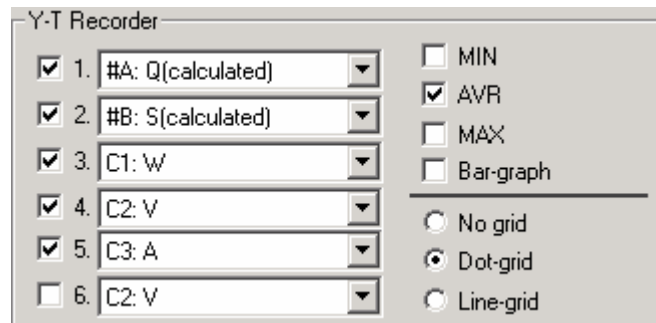 Y-T Recorder
1. #A: Q(calculated)
2. #B: S(calculated)
3. C1: W
4. C2: V
5. C3: A
6. C2: V
MIN
AVR
MAX
Bar-graph
No grid
Dot-grid
Line-grid